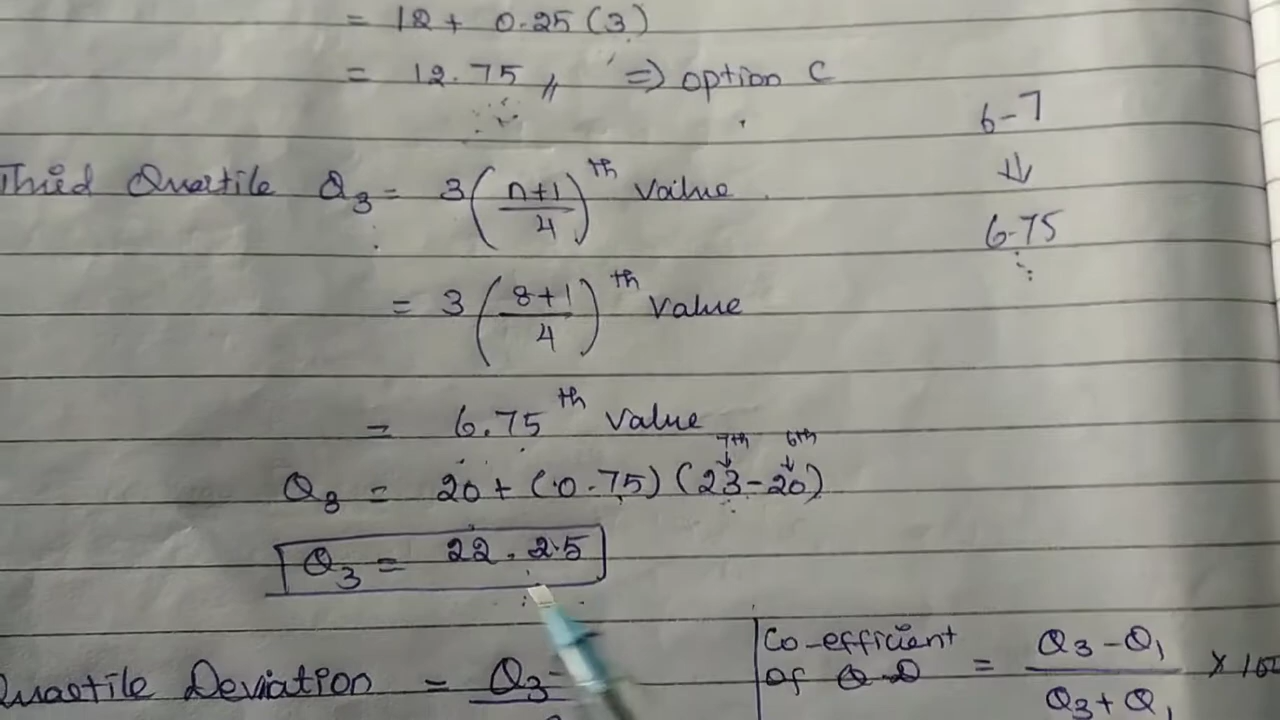 = 12 + 0.25 (3)
= 12.75 ,, => option C
6-7
⇓
6.75
Third Quartile Q3 = 3 (n+1/4)th value
= 3 (8+1/4)th value
= 6.75th value
7th 6th
Q3 = 20 + (0.75) (23-20)
Q3 = 22.25
Quartile Deviation = Q3 -
Co-efficient of Q.D = Q3 - Q1 / Q3 + Q1 × 100